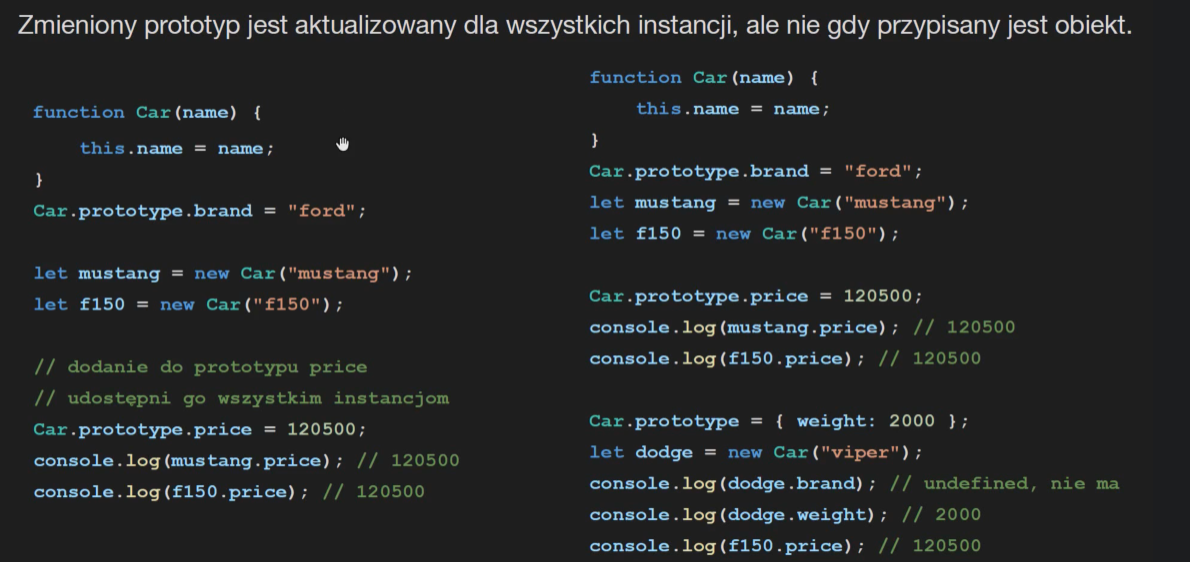 Zmieniony prototyp jest aktualizowany dla wszystkich instancji, ale nie gdy przypisany jest obiekt.
function Car(name) {
    this.name = name;
}
Car.prototype.brand = "ford";

let mustang = new Car("mustang");
let f150 = new Car("f150");

// dodanie do prototypu price
// udostępni go wszystkim instancjom
Car.prototype.price = 120500;
console.log(mustang.price); // 120500
console.log(f150.price); // 120500

function Car(name) {
    this.name = name;
}
Car.prototype.brand = "ford";
let mustang = new Car("mustang");
let f150 = new Car("f150");

Car.prototype.price = 120500;
console.log(mustang.price); // 120500
console.log(f150.price); // 120500

Car.prototype = { weight: 2000 };
let dodge = new Car("viper");
console.log(dodge.brand); // undefined, nie ma
console.log(dodge.weight); // 2000
console.log(f150.price); // 120500